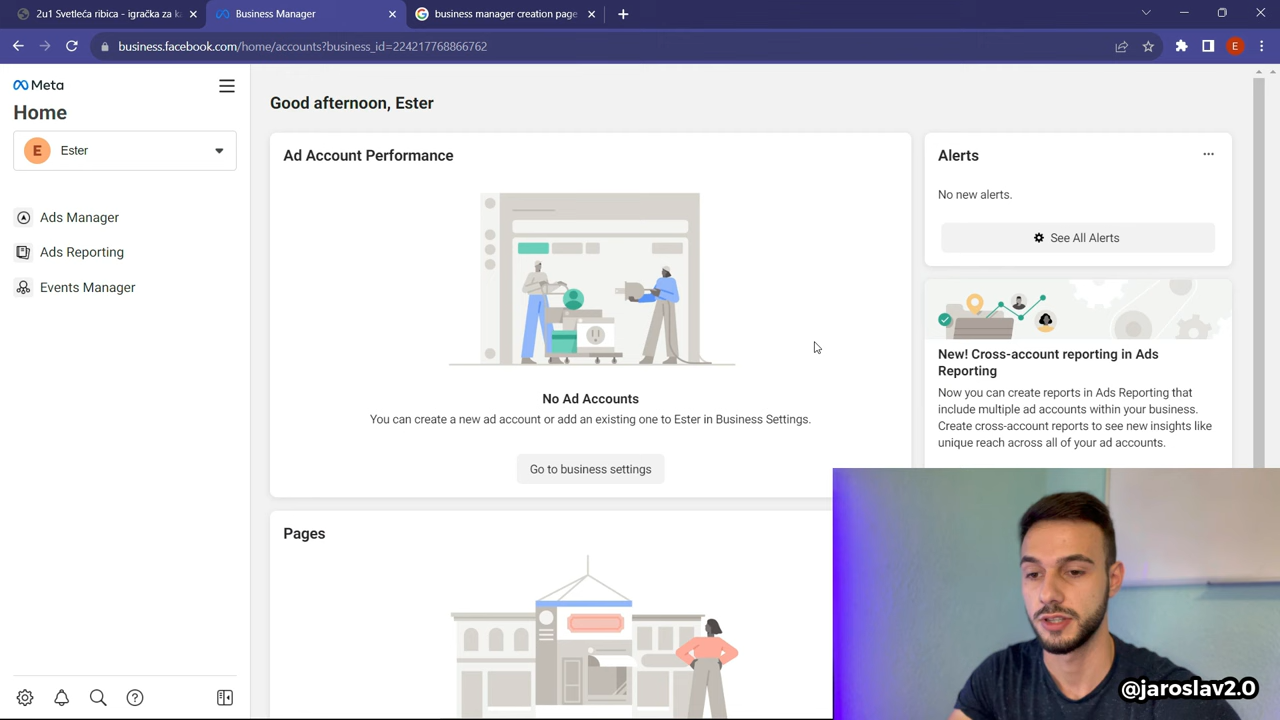 2u1 Svetleća ribica - igračka za k
Business Manager
business manager creation page
business.facebook.com/home/accounts?business_id=224217768866762
E
Meta
Home
E
Ester
Ads Manager
Ads Reporting
Events Manager
Good afternoon, Ester
Ad Account Performance
No Ad Accounts
You can create a new ad account or add an existing one to Ester in Business Settings.
Go to business settings
Pages
Alerts
No new alerts.
See All Alerts
New! Cross-account reporting in Ads
Reporting
Now you can create reports in Ads Reporting that
include multiple ad accounts within your business.
Create cross-account reports to see new insights like
unique reach across all of your ad accounts.
@jaroslav2.0